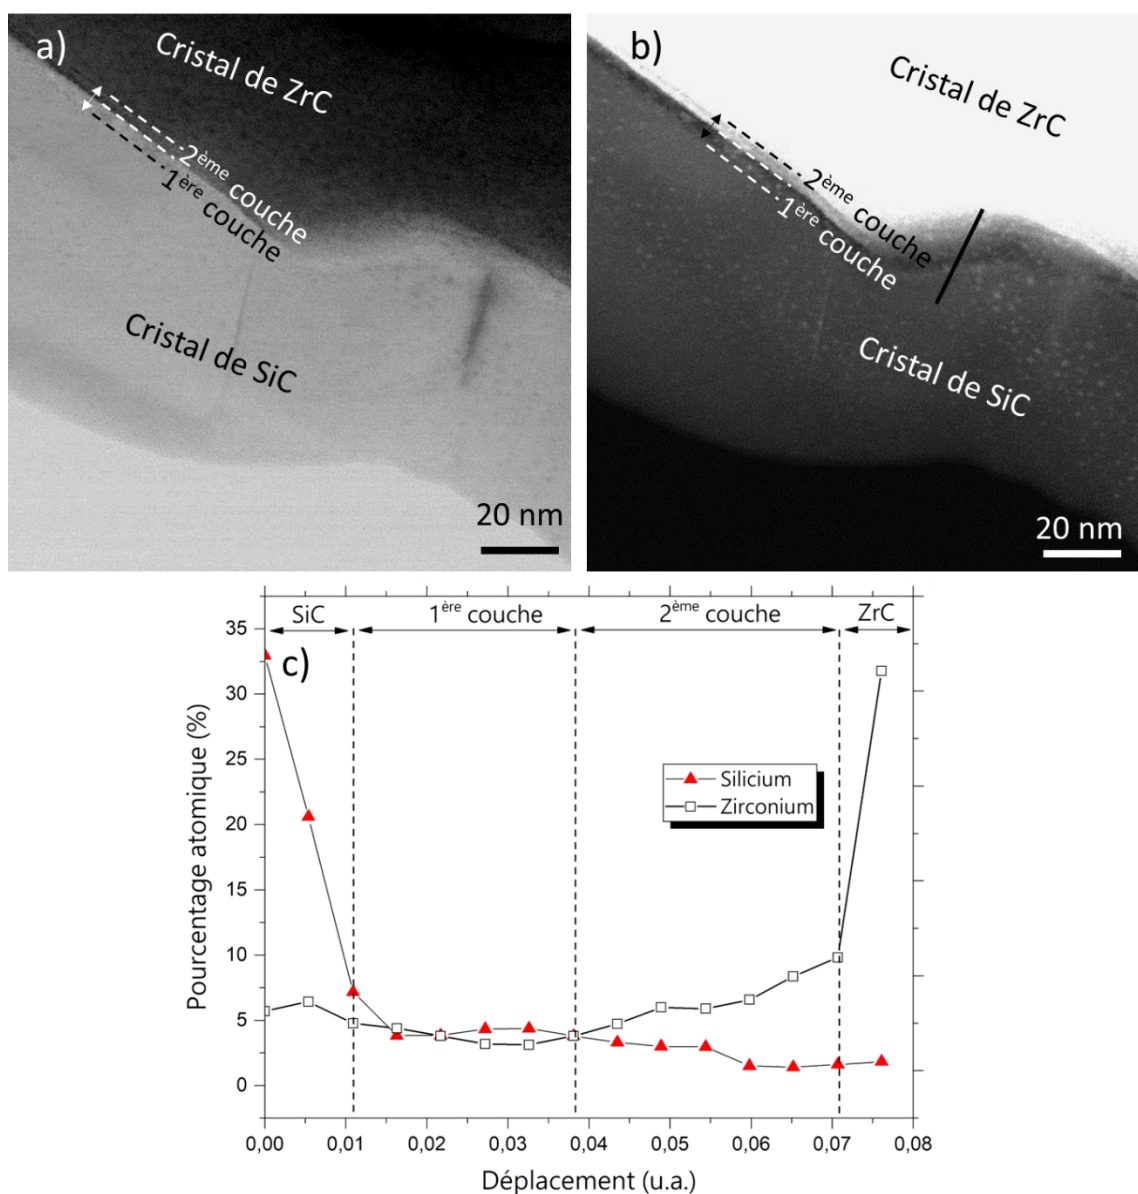 a)
Cristal de ZrC
2ème couche
1ère couche
Cristal de SiC
20 nm
b)
Cristal de ZrC
2ème couche
1ère couche
Cristal de SiC
20 nm
SiC
1ère couche
2ème couche
ZrC
c)
Pourcentage atomique (%)
35
30
25
20
15
10
5
0
Silicium
Zirconium
0,00 0,01 0,02 0,03 0,04 0,05 0,06 0,07 0,08
Déplacement (u.a.)